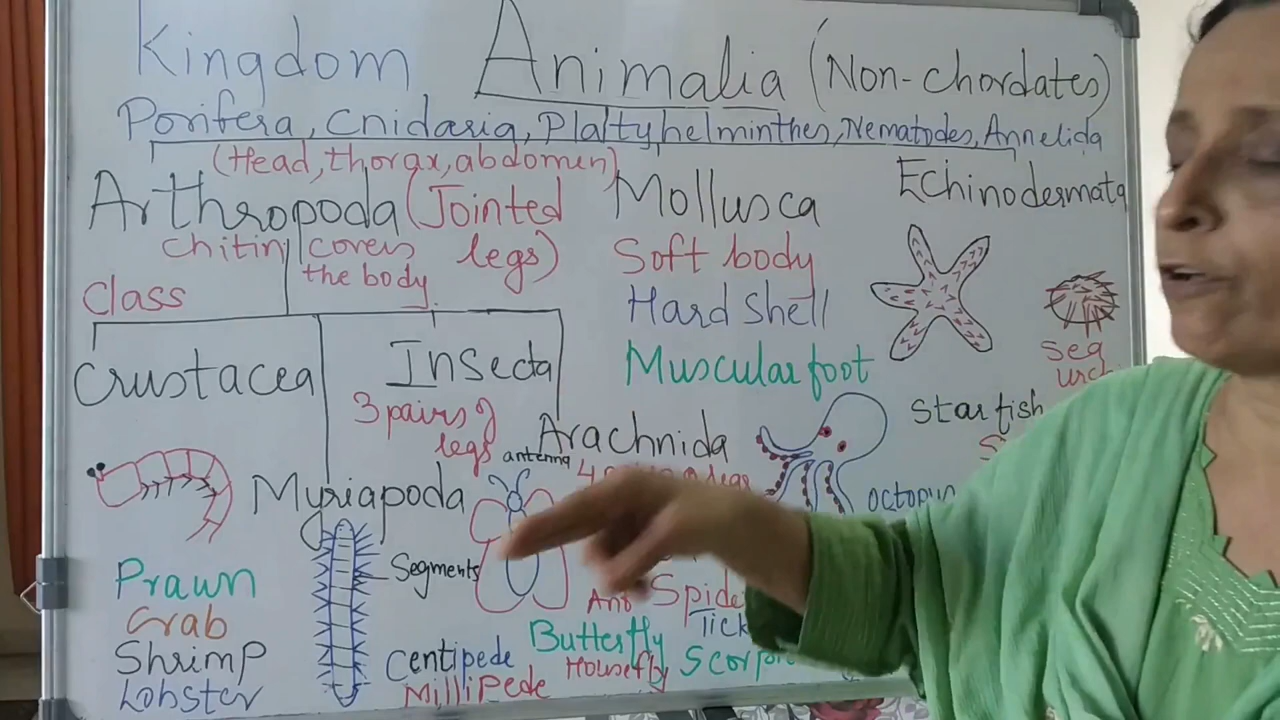 Kingdom Animalia (Non-chordates)
Porifera, Cnidaria, Platyhelminthes, Nematodes, Annelida
(Head, thorax, abdomen)
Arthropoda (Jointed legs)
Mollusca
Echinodermata
chitin covers the body
Soft body
Class
Hard Shell
Crustacea
Insecta
Muscular foot
sea
3 pairs of legs
Starfish
Arachnida
antenna
Myriapoda
Segments
Prawn
Ant
Crab
Butterfly
Tick
Shrimp
Centipede
Housefly
Lobster
Millipede